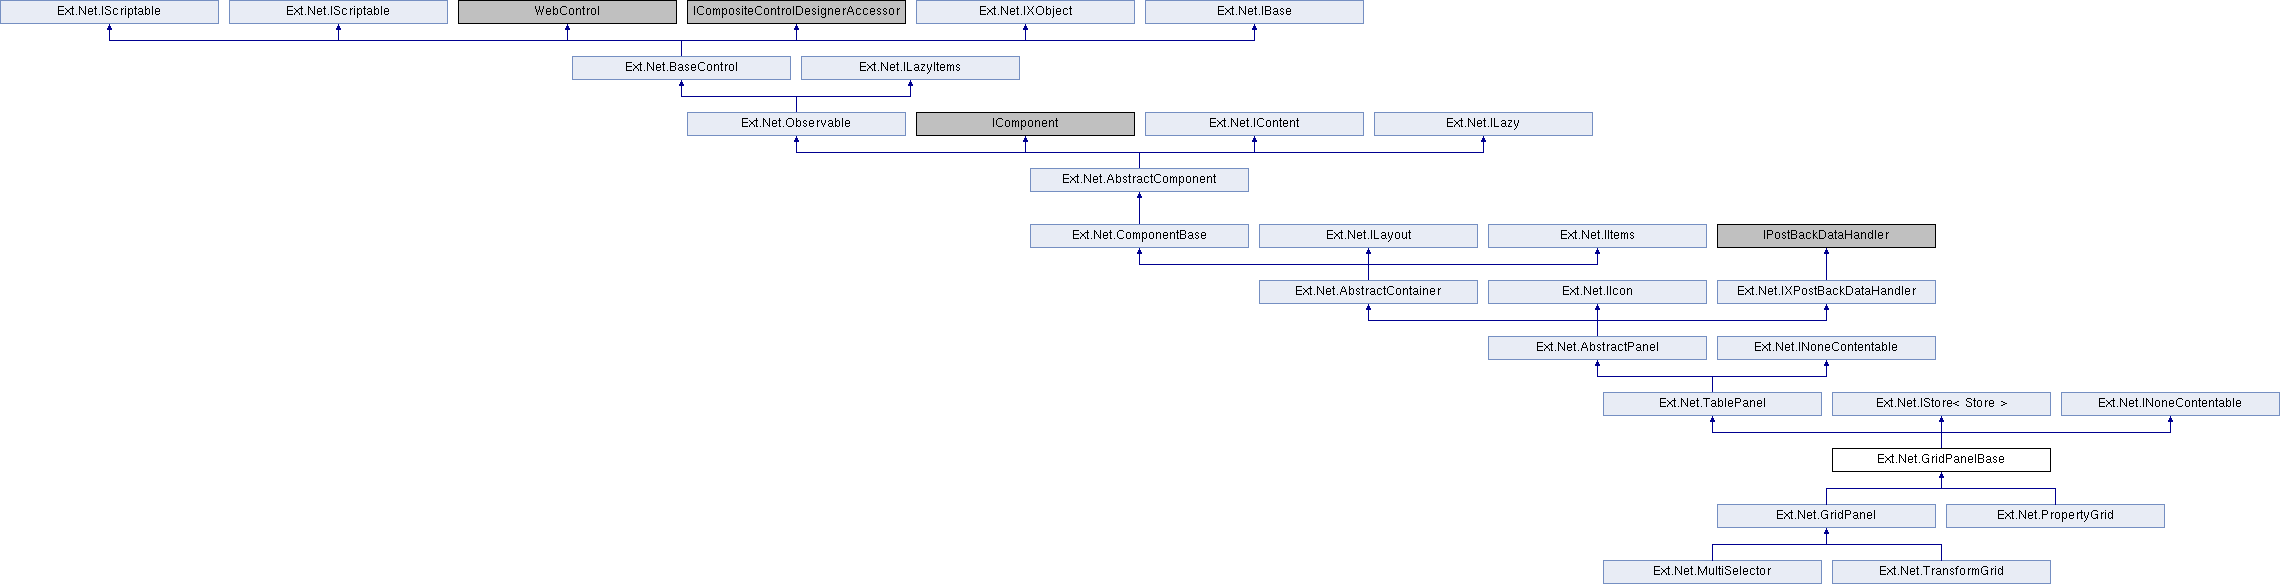 Ext.Net.IScriptable
Ext.Net.IScriptable
WebControl
ICompositeControlDesignerAccessor
Ext.Net.IXObject
Ext.Net.IBase
Ext.Net.BaseControl
Ext.Net.ILazyItems
Ext.Net.Observable
IComponent
Ext.Net.IContent
Ext.Net.ILazy
Ext.Net.AbstractComponent
Ext.Net.ComponentBase
Ext.Net.ILayout
Ext.Net.IItems
IPostBackDataHandler
Ext.Net.AbstractContainer
Ext.Net.IIcon
Ext.Net.IXPostBackDataHandler
Ext.Net.AbstractPanel
Ext.Net.INoneContentable
Ext.Net.TablePanel
Ext.Net.IStore< Store >
Ext.Net.INoneContentable
Ext.Net.GridPanelBase
Ext.Net.GridPanel
Ext.Net.PropertyGrid
Ext.Net.MultiSelector
Ext.Net.TransformGrid